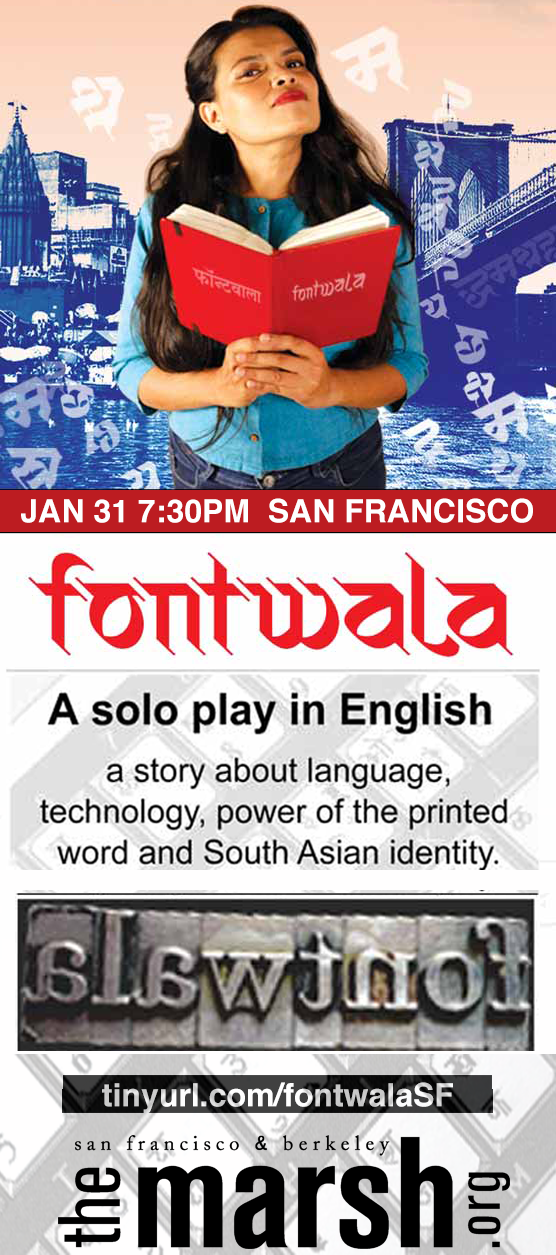 फॉन्टवाला
fontwala
JAN 31 7:30PM SAN FRANCISCO
fontwala
A solo play in English
a story about language,
technology, power of the printed
word and South Asian identity.
fontwala
tinyurl.com/fontwalaSF
san francisco & berkeley
the marsh .org